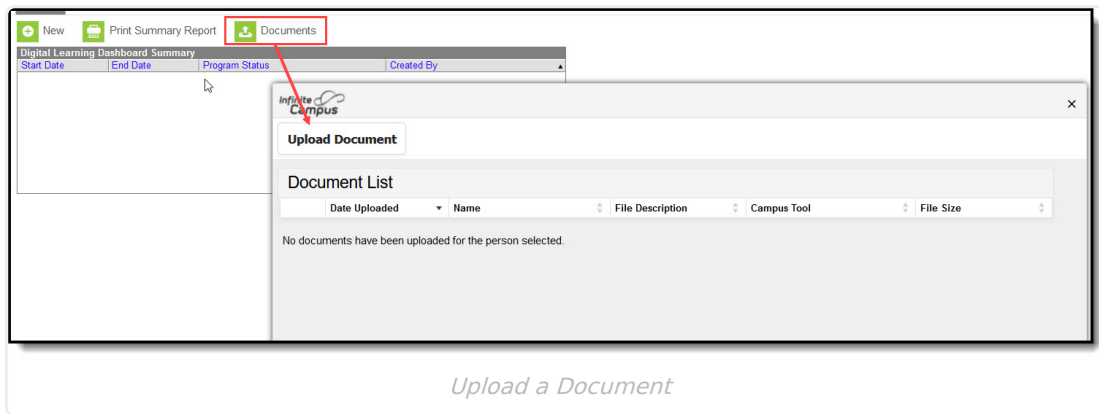 New Print Summary Report Documents
Digital Learning Dashboard Summary
Start Date End Date Program Status Created By
Infinite Campus
Upload Document
Document List
Date Uploaded Name File Description Campus Tool File Size
No documents have been uploaded for the person selected.
Upload a Document